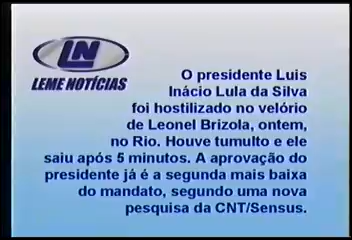 LN
LEME NOTÍCIAS
O presidente Luis
Inácio Lula da Silva
foi hostilizado no velório
de Leonel Brizola, ontem,
no Rio. Houve tumulto e ele
saiu após 5 minutos. A aprovação do
presidente já é a segunda mais baixa
do mandato, segundo uma nova
pesquisa da CNT/Sensus.